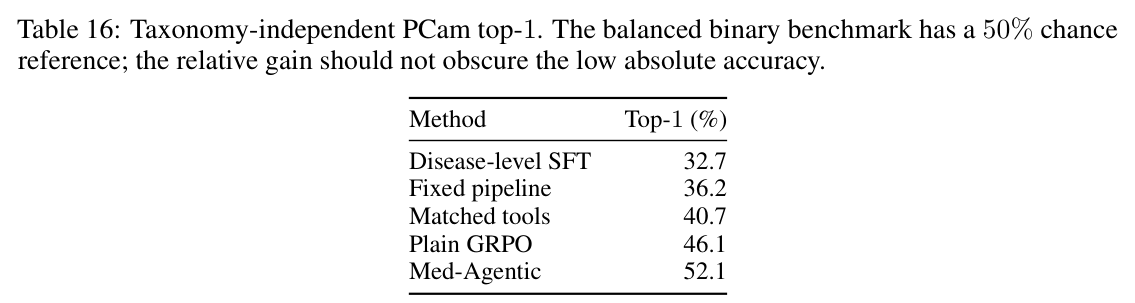 Table 16: Taxonomy-independent PCam top-1. The balanced binary benchmark has a 50% chance
reference; the relative gain should not obscure the low absolute accuracy.
Method Top-1 (%)
Disease-level SFT 32.7
Fixed pipeline 36.2
Matched tools 40.7
Plain GRPO 46.1
Med-Agentic 52.1